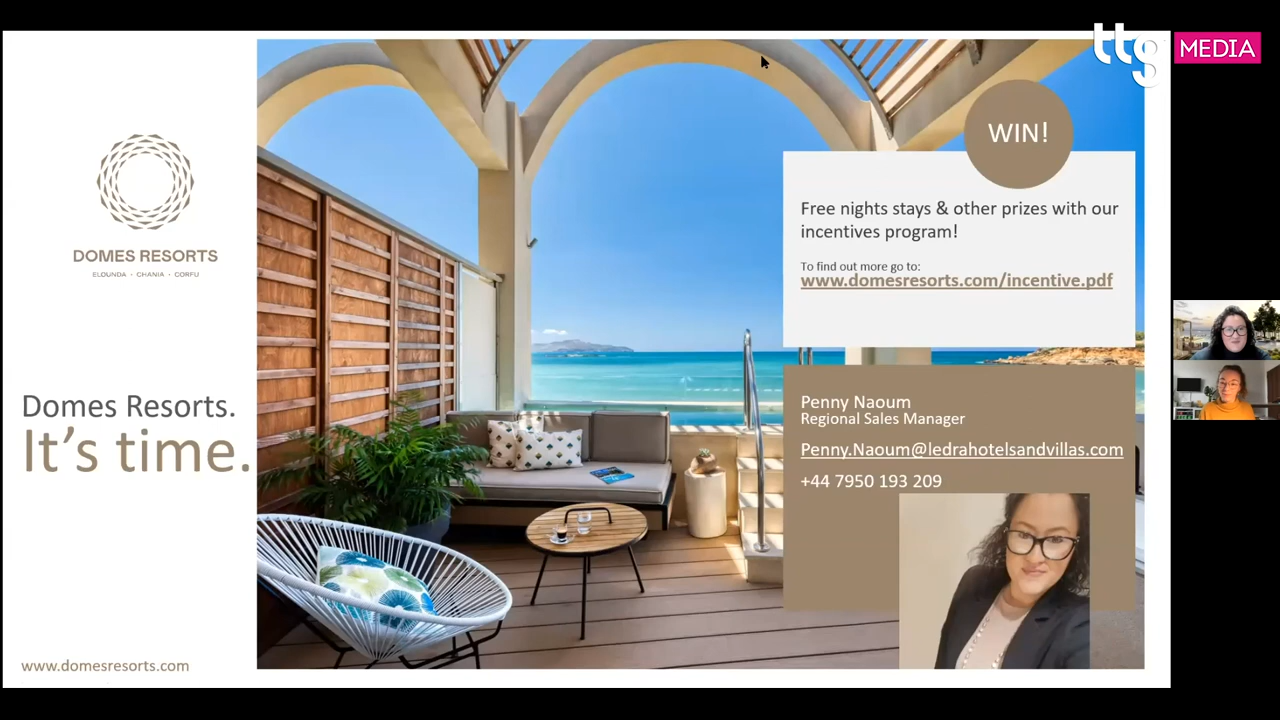 ttg MEDIA
WIN!
Free nights stays & other prizes with our
incentives program!
To find out more go to:
www.domesresorts.com/incentive.pdf
DOMES RESORTS
ELOUNDA • CHANIA • CORFU
Domes Resorts.
It's time.
Penny Naoum
Regional Sales Manager
Penny.Naoum@ledrahotelsandvillas.com
+44 7950 193 209
www.domesresorts.com